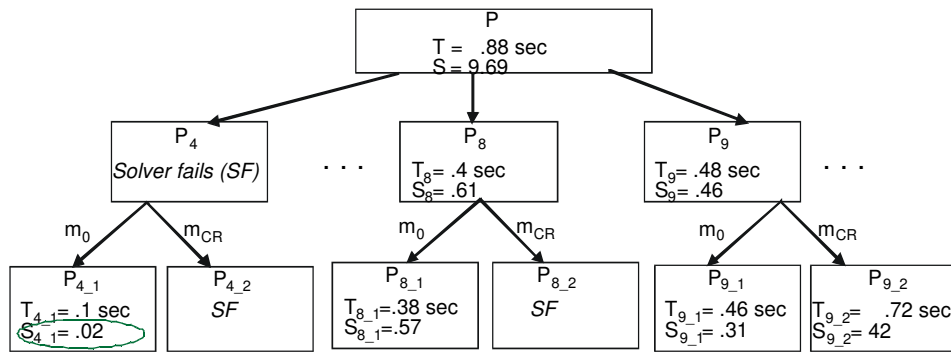 P
T = .88 sec
S = 9.69
P4
Solver fails (SF)
. . .
P8
T8= .4 sec
S8= .61
P9
T9= .48 sec
S9= .46
. . .
m0
mCR
m0
mCR
m0
mCR
P4_1
T4_1= .1 sec
S4_1= .02
P4_2
SF
P8_1
T8_1= .38 sec
S8_1= .57
P8_2
SF
P9_1
T9_1= .46 sec
S9_1= .31
P9_2
T9_2= .72 sec
S9_2= 42